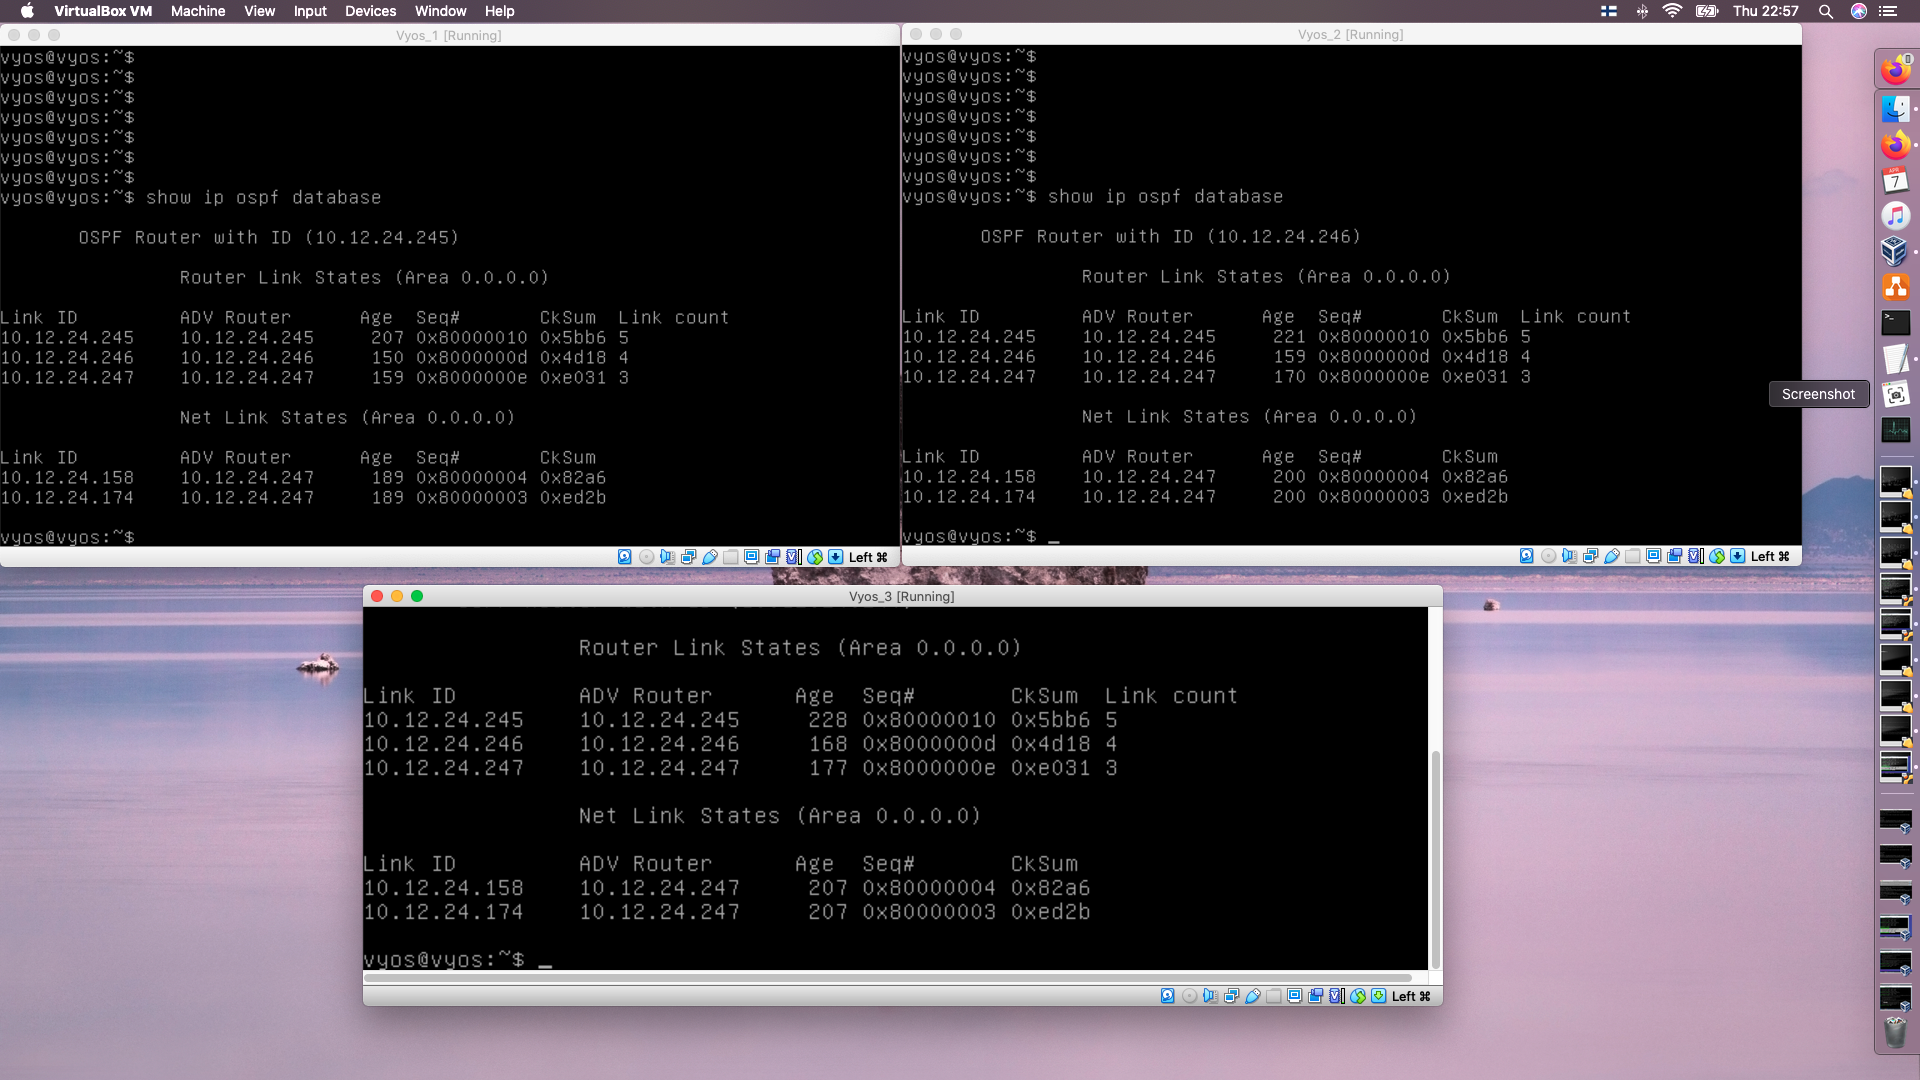 VirtualBox VM Machine View Input Devices Window Help Thu 22:57
Vyos_1 [Running]
vyos@vyos:~$
vyos@vyos:~$
vyos@vyos:~$
vyos@vyos:~$
vyos@vyos:~$
vyos@vyos:~$
vyos@vyos:~$
vyos@vyos:~$ show ip ospf database
OSPF Router with ID (10.12.24.245)
Router Link States (Area 0.0.0.0)
Link ID ADV Router Age Seq# CkSum Link count
10.12.24.245 10.12.24.245 207 0x80000010 0x5bb6 5
10.12.24.246 10.12.24.246 150 0x8000000d 0x4d18 4
10.12.24.247 10.12.24.247 159 0x8000000e 0xe031 3
Net Link States (Area 0.0.0.0)
Link ID ADV Router Age Seq# CkSum
10.12.24.158 10.12.24.247 189 0x80000004 0x82a6
10.12.24.174 10.12.24.247 189 0x80000003 0xed2b
vyos@vyos:~$
Left ⌘
Vyos_2 [Running]
vyos@vyos:~$
vyos@vyos:~$
vyos@vyos:~$
vyos@vyos:~$
vyos@vyos:~$
vyos@vyos:~$
vyos@vyos:~$
vyos@vyos:~$ show ip ospf database
OSPF Router with ID (10.12.24.246)
Router Link States (Area 0.0.0.0)
Link ID ADV Router Age Seq# CkSum Link count
10.12.24.245 10.12.24.245 221 0x80000010 0x5bb6 5
10.12.24.246 10.12.24.246 159 0x8000000d 0x4d18 4
10.12.24.247 10.12.24.247 170 0x8000000e 0xe031 3
Net Link States (Area 0.0.0.0)
Link ID ADV Router Age Seq# CkSum
10.12.24.158 10.12.24.247 200 0x80000004 0x82a6
10.12.24.174 10.12.24.247 200 0x80000003 0xed2b
vyos@vyos:~$ _
Left ⌘
Vyos_3 [Running]
Router Link States (Area 0.0.0.0)
Link ID ADV Router Age Seq# CkSum Link count
10.12.24.245 10.12.24.245 228 0x80000010 0x5bb6 5
10.12.24.246 10.12.24.246 168 0x8000000d 0x4d18 4
10.12.24.247 10.12.24.247 177 0x8000000e 0xe031 3
Net Link States (Area 0.0.0.0)
Link ID ADV Router Age Seq# CkSum
10.12.24.158 10.12.24.247 207 0x80000004 0x82a6
10.12.24.174 10.12.24.247 207 0x80000003 0xed2b
vyos@vyos:~$ _
Left ⌘
Screenshot
APR
7